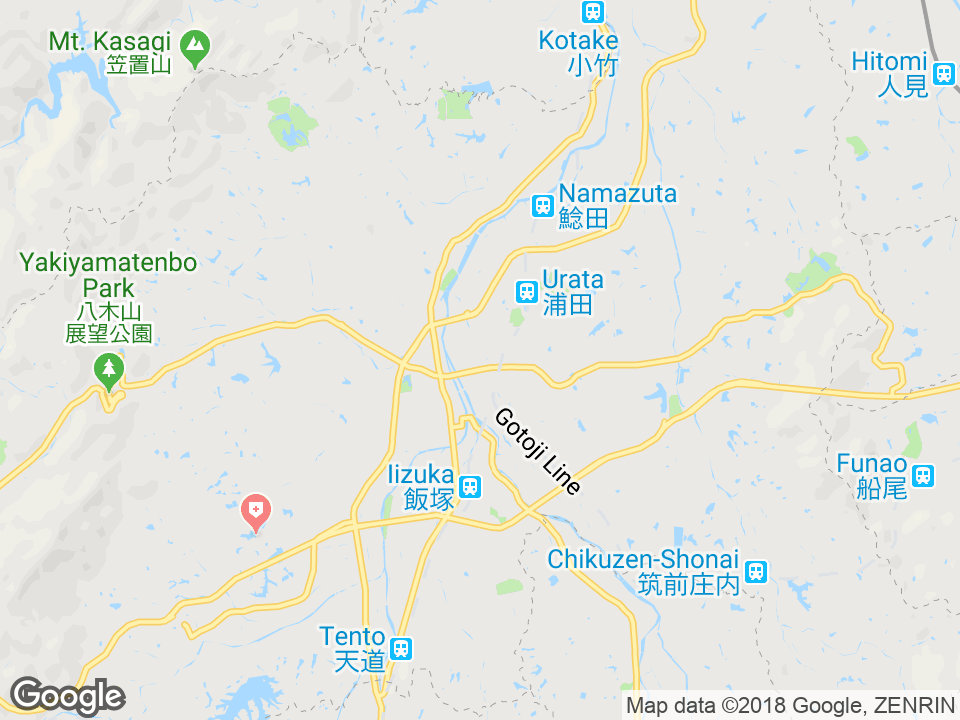 Kotake
小竹
Mt. Kasagi
笠置山
Hitomi
人見
Namazuta
鯰田
Yakiyamatenbo
Park
八木山
展望公園
Urata
浦田
Gotoji Line
Iizuka
飯塚
Funao
船尾
Chikuzen-Shonai
筑前庄内
Tento
天道
Google
Map data ©2018 Google, ZENRIN